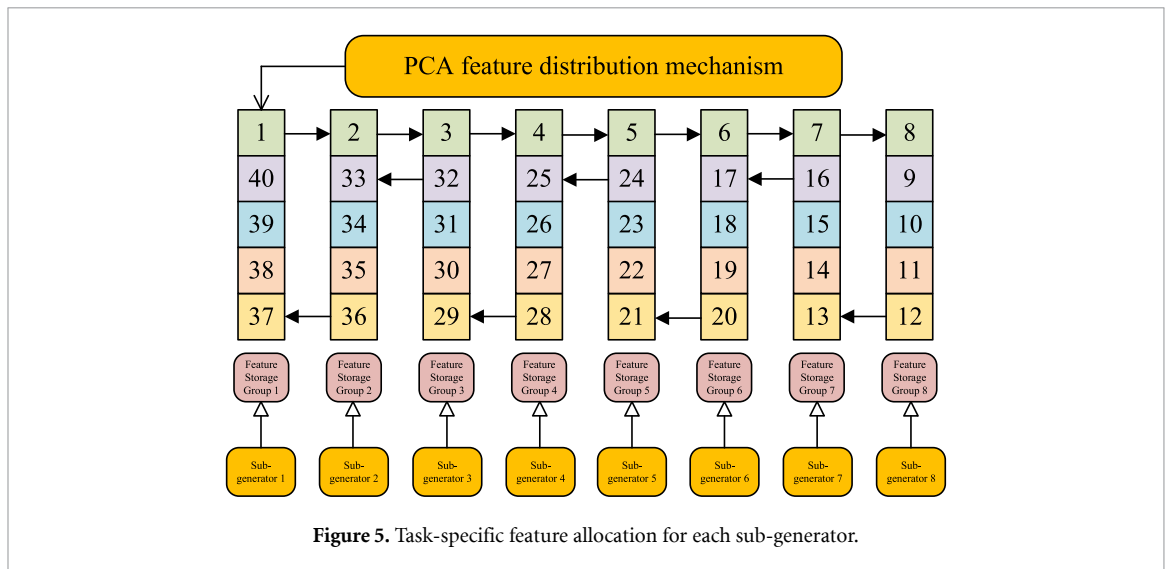 PCA feature distribution mechanism
1 2 3 4 5 6 7 8
40 33 32 25 24 17 16 9
39 34 31 26 23 18 15 10
38 35 30 27 22 19 14 11
37 36 29 28 21 20 13 12
Feature Feature Feature Feature Feature Feature Feature Feature
Storage Storage Storage Storage Storage Storage Storage Storage
Group 1 Group 2 Group 3 Group 4 Group 5 Group 6 Group 7 Group 8
Sub- Sub- Sub- Sub- Sub- Sub- Sub- Sub-
generator 1 generator 2 generator 3 generator 4 generator 5 generator 6 generator 7 generator 8
Figure 5. Task-specific feature allocation for each sub-generator.